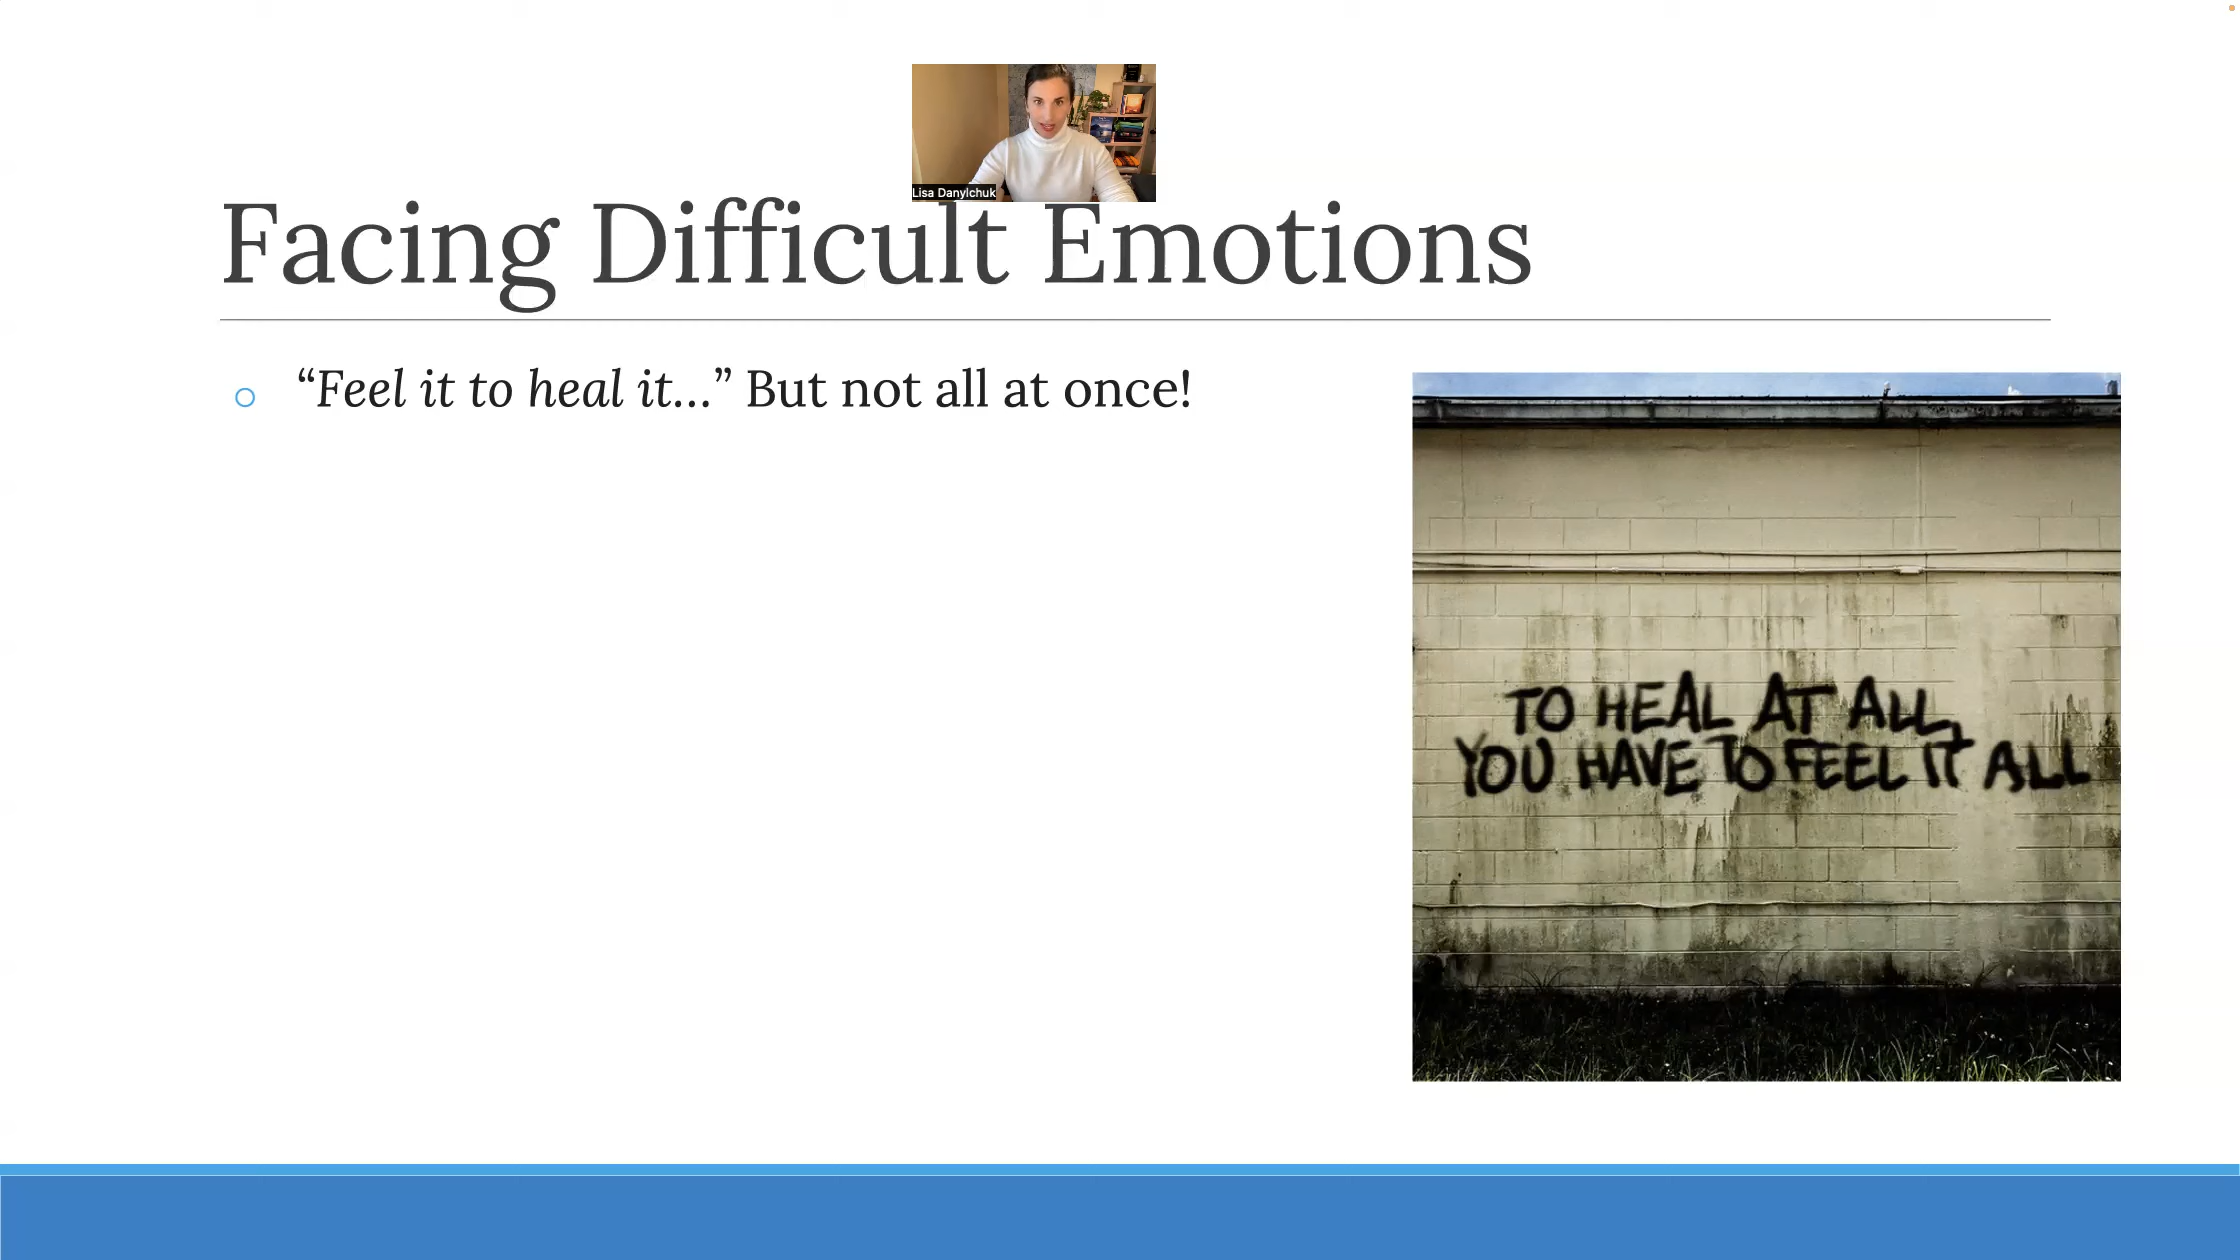 Lisa Danylchuk
Facing Difficult Emotions
“Feel it to heal it...” But not all at once!
TO HEAL AT ALL,
YOU HAVE TO FEEL IT ALL